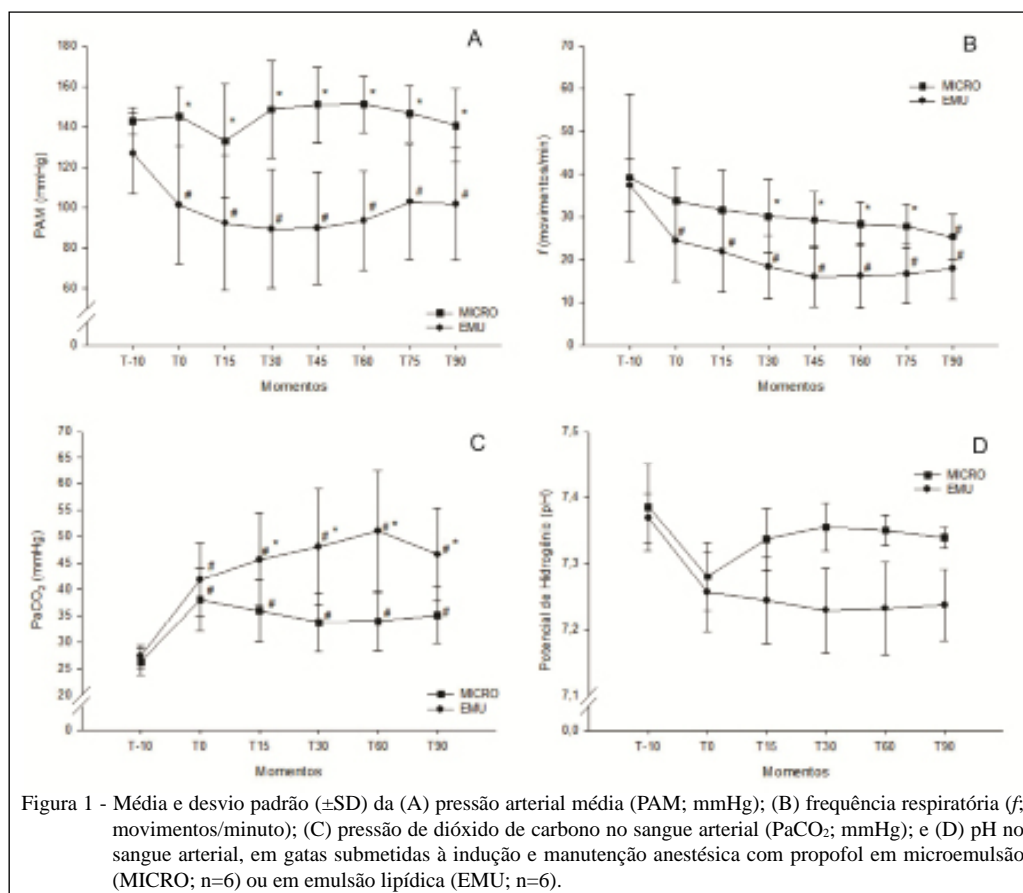 A
180
160
140
120
100
80
60
0
PAM (mmHg)
* * * * * * *
# # # # # # #
MICRO
EMU
T-10 T0 T15 T30 T45 T60 T75 T90
Momentos
B
70
60
50
40
30
20
10
0
f (movimentos/min)
MICRO
EMU
* * * * #
# # # # # # #
T-10 T0 T15 T30 T45 T60 T75 T90
Momentos
C
70
65
60
55
50
45
40
35
30
25
20
0
PaCO2 (mmHg)
# #* #* #* #*
# # # # #
MICRO
EMU
T-10 T0 T15 T30 T60 T90
Momentos
D
7,5
7,4
7,3
7,2
7,1
0,0
Potencial de Hidrogênio (pH)
MICRO
EMU
T-10 T0 T15 T30 T60 T90
Momentos
Figura 1 - Média e desvio padrão (±SD) da (A) pressão arterial média (PAM; mmHg); (B) frequência respiratória (f;
movimentos/minuto); (C) pressão de dióxido de carbono no sangue arterial (PaCO2; mmHg); e (D) pH no
sangue arterial, em gatas submetidas à indução e manutenção anestésica com propofol em microemulsão
(MICRO; n=6) ou em emulsão lipídica (EMU; n=6).